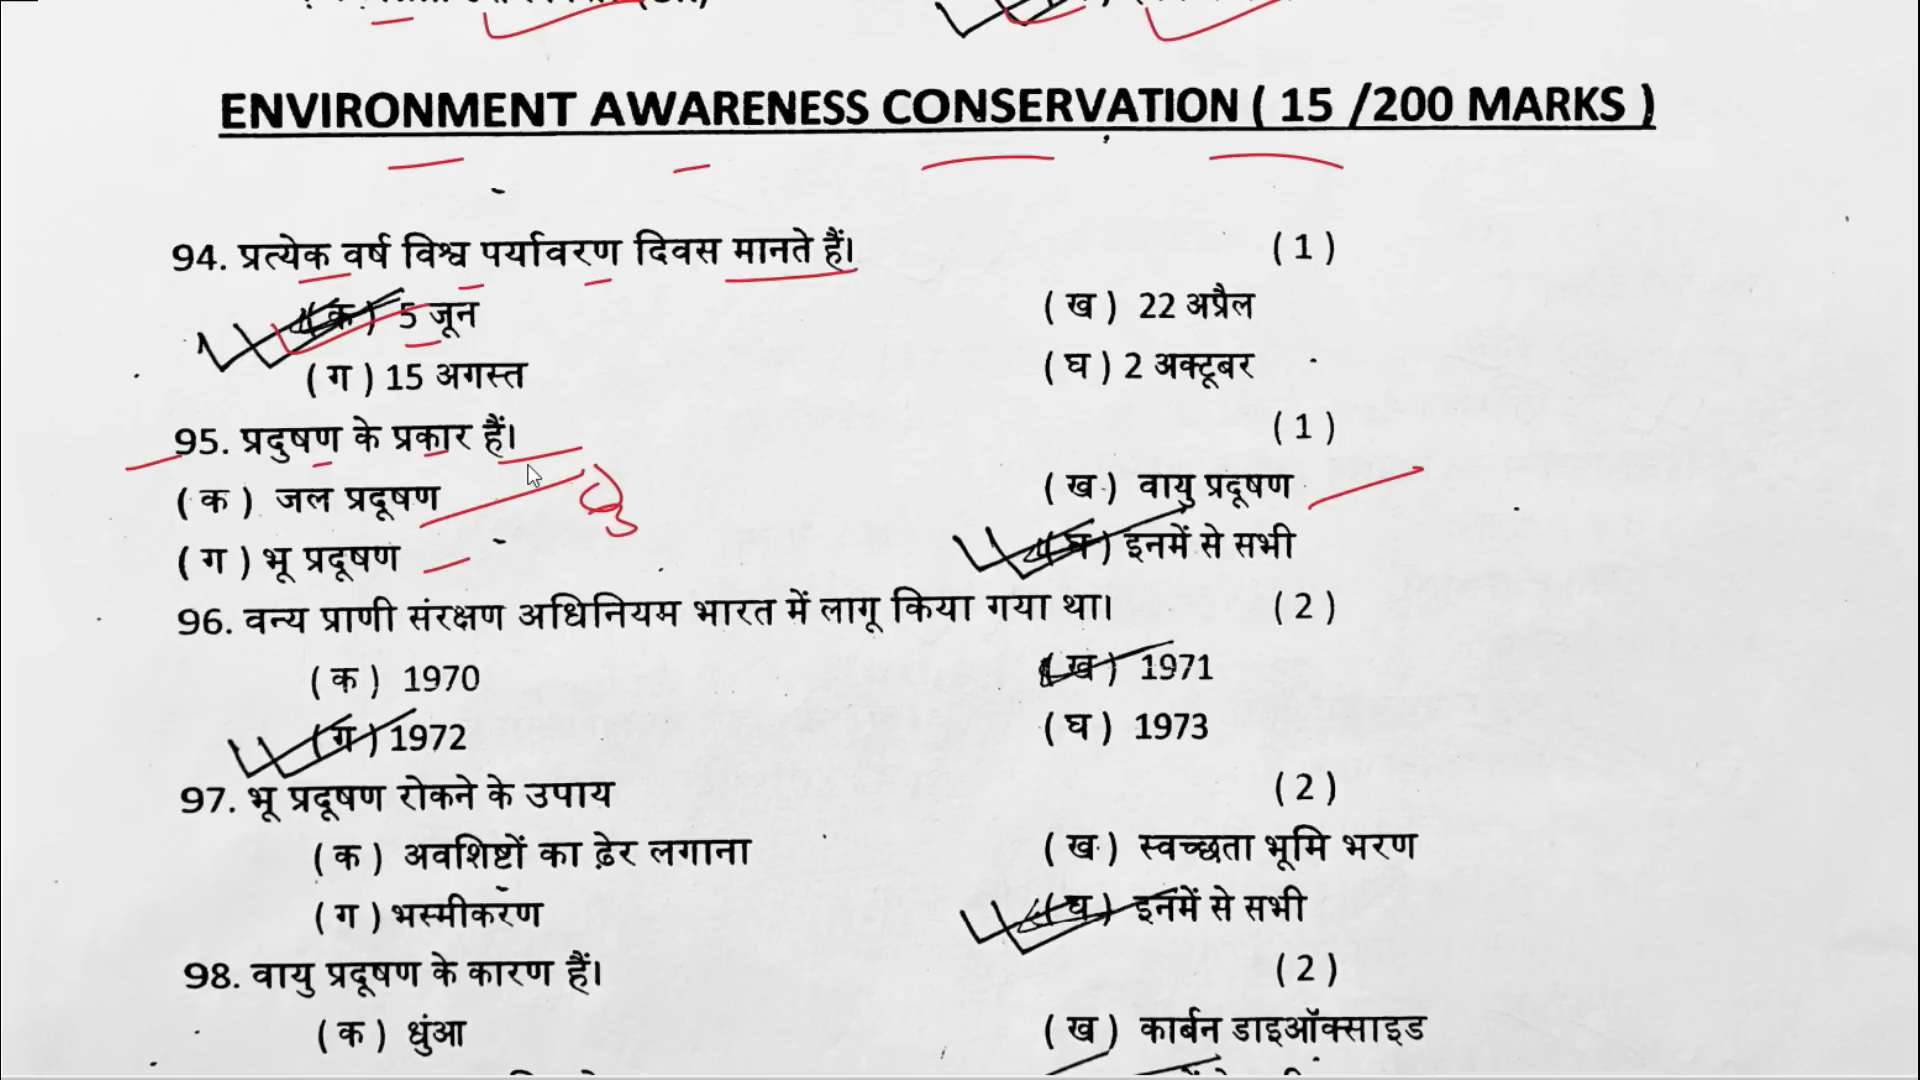 ENVIRONMENT AWARENESS CONSERVATION ( 15 /200 MARKS )
94. प्रत्येक वर्ष विश्व पर्यावरण दिवस मानते हैं। ( 1 )
( क ) 5 जून ( ख ) 22 अप्रैल
( ग ) 15 अगस्त ( घ ) 2 अक्टूबर
95. प्रदुषण के प्रकार हैं। ( 1 )
( क ) जल प्रदूषण ( ख ) वायु प्रदूषण
( ग ) भू प्रदूषण ( घ ) इनमें से सभी
96. वन्य प्राणी संरक्षण अधिनियम भारत में लागू किया गया था। ( 2 )
( क ) 1970 ( ख ) 1971
( ग ) 1972 ( घ ) 1973
97. भू प्रदूषण रोकने के उपाय ( 2 )
( क ) अवशिष्टों का ढ़ेर लगाना ( ख ) स्वच्छता भूमि भरण
( ग ) भस्मीकरण ( घ ) इनमें से सभी
98. वायु प्रदूषण के कारण हैं। ( 2 )
( क ) धुंआ ( ख ) कार्बन डाइऑक्साइड